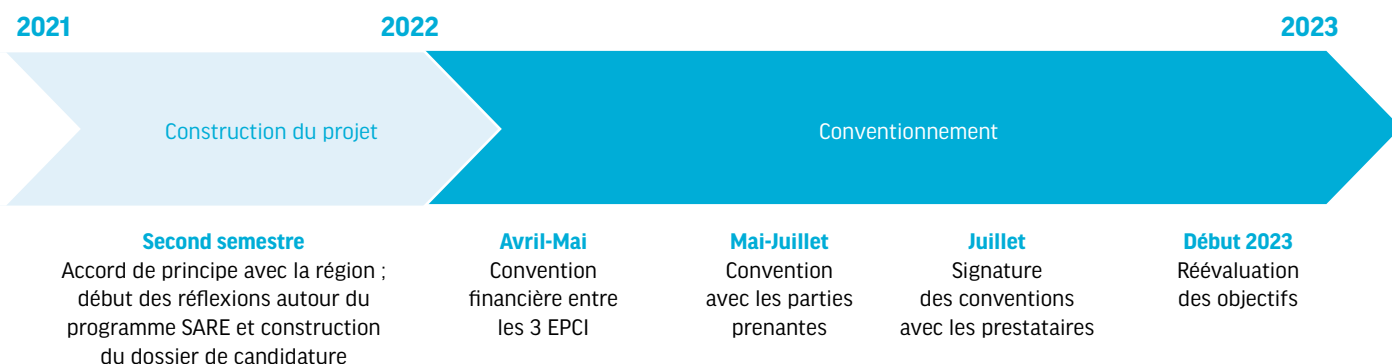 2021
2022
2023
Construction du projet
Conventionnement
Second semestre
Accord de principe avec la région ;
début des réflexions autour du
programme SARE et construction
du dossier de candidature
Avril-Mai
Convention
financière entre
les 3 EPCI
Mai-Juillet
Convention
avec les parties
prenantes
Juillet
Signature
des conventions
avec les prestataires
Début 2023
Réévaluation
des objectifs